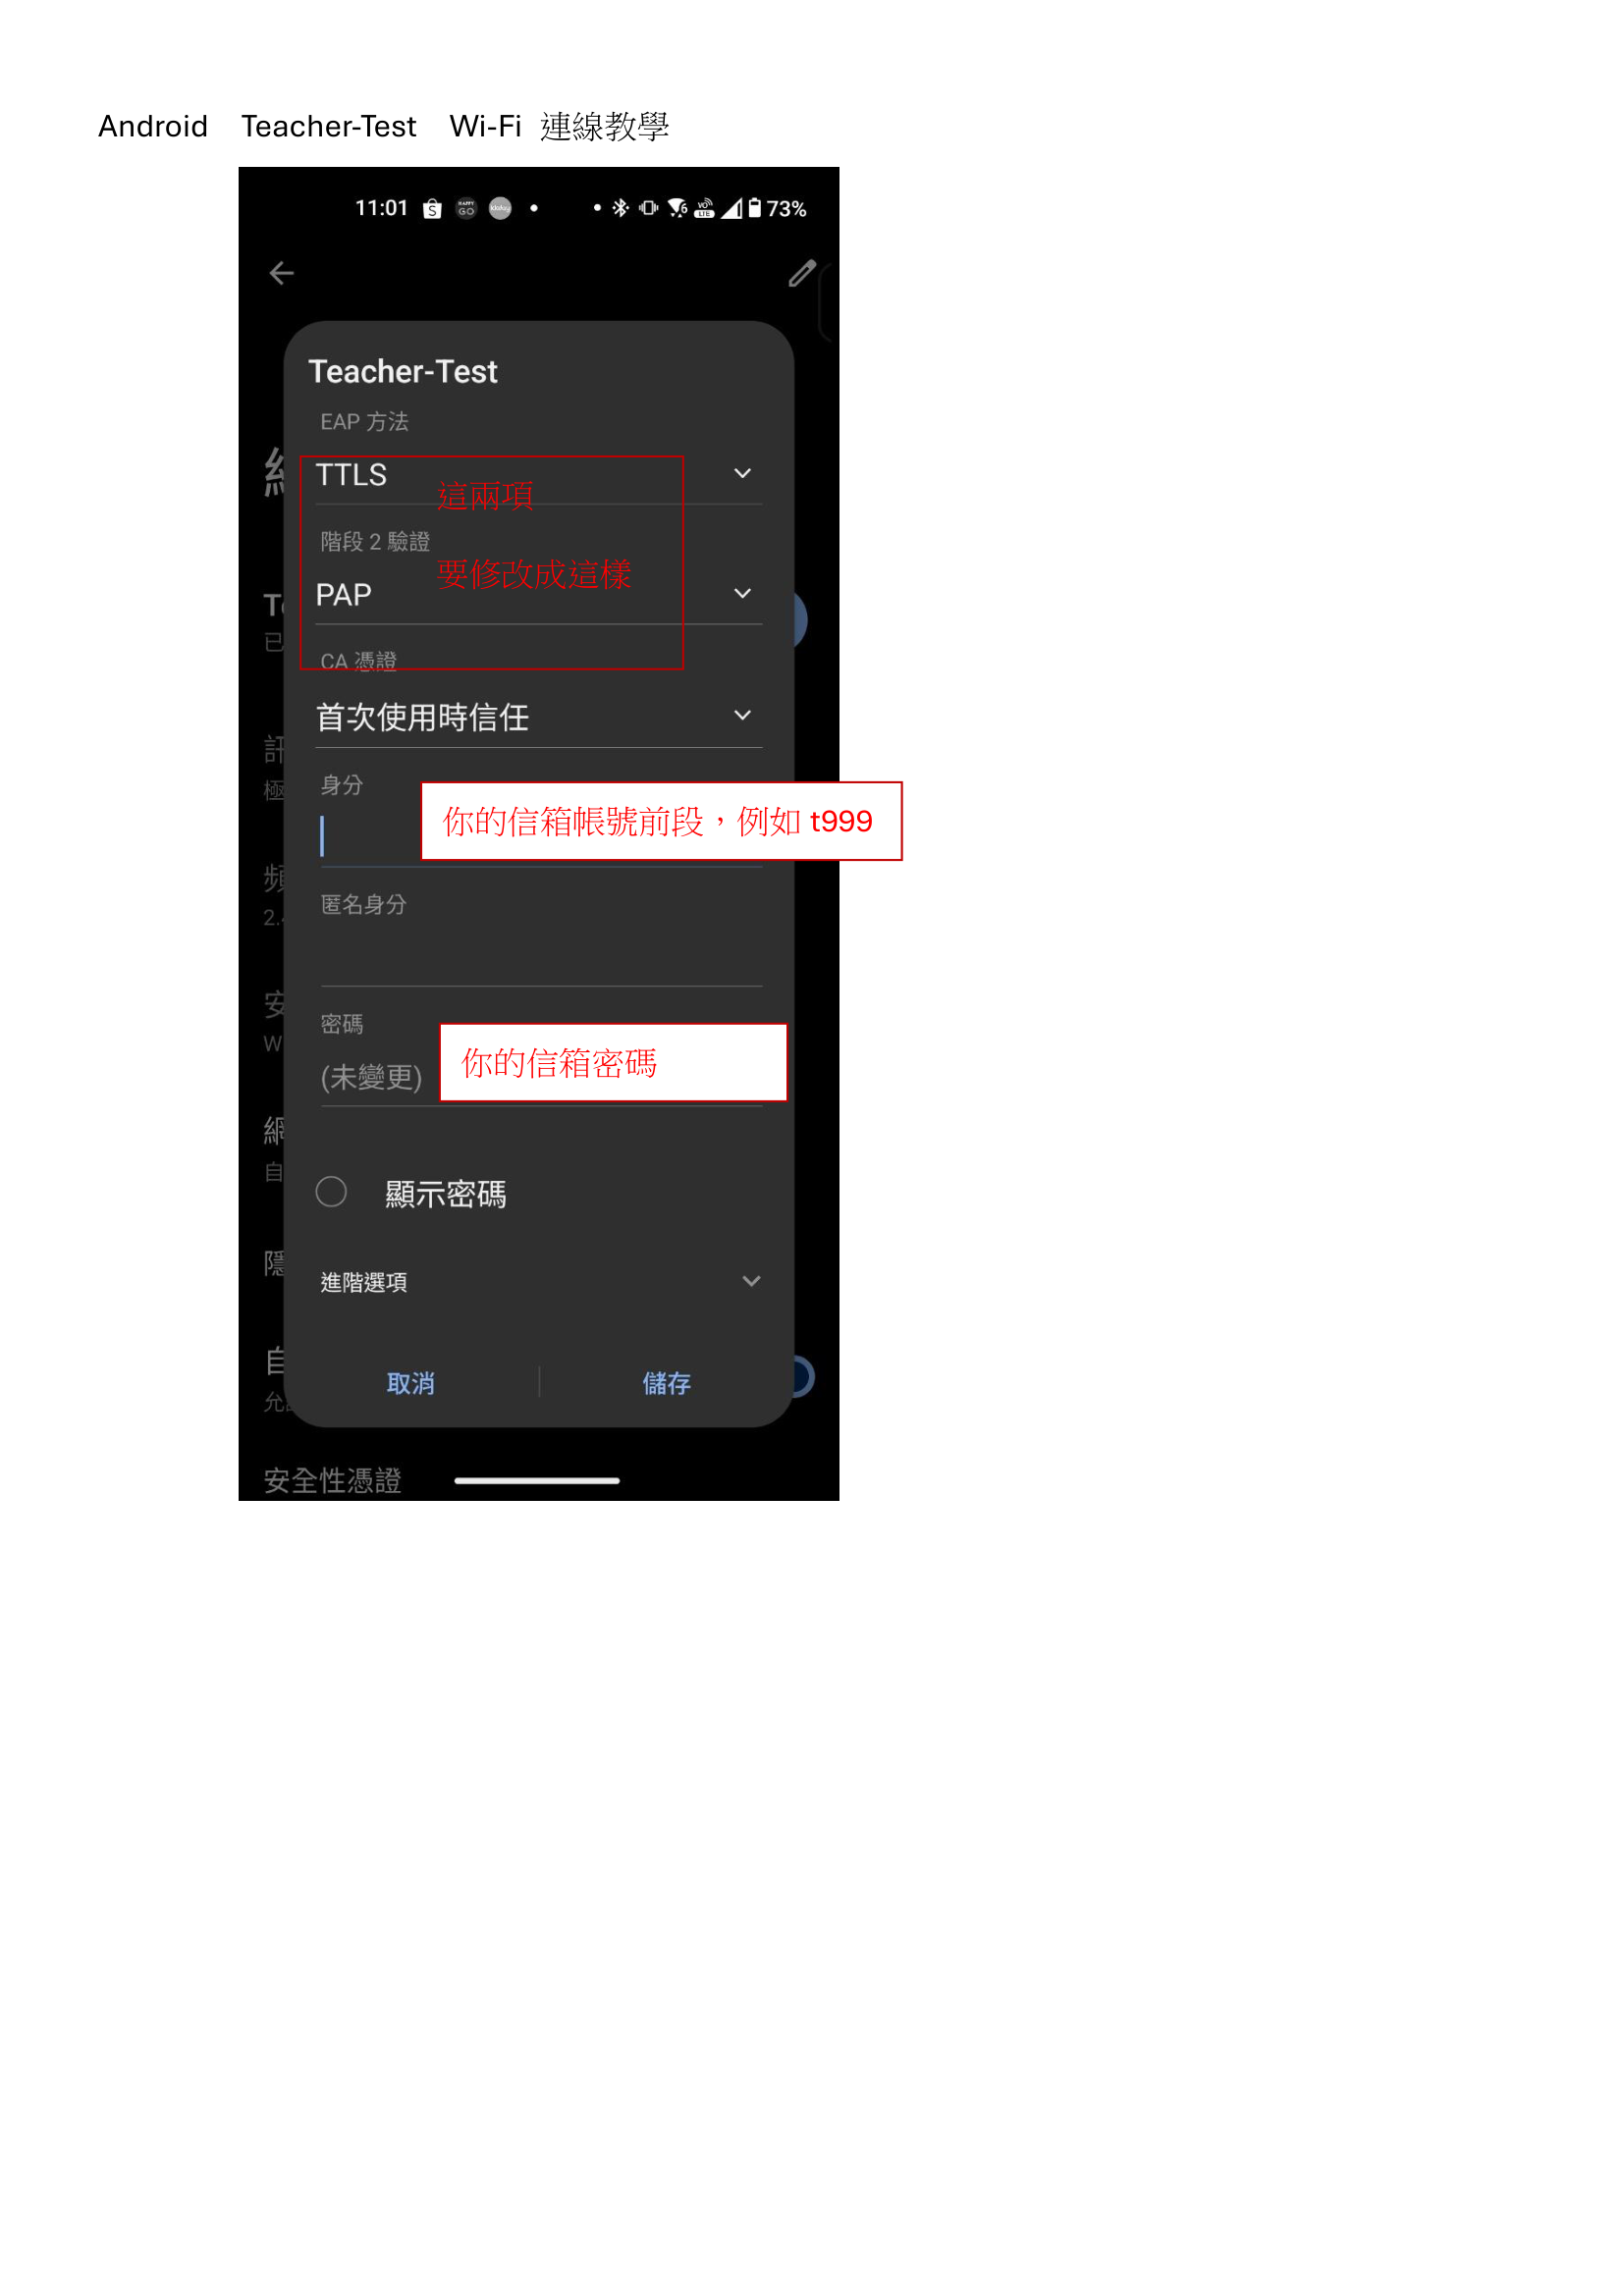 Android Teacher-Test Wi-Fi 連線教學
11:01 73%
Teacher-Test
EAP 方法
TTLS
這兩項
階段 2 驗證
要修改成這樣
PAP
CA 憑證
首次使用時信任
身分
你的信箱帳號前段，例如 t999
匿名身分
密碼
你的信箱密碼
(未變更)
顯示密碼
進階選項
取消 儲存
安全性憑證